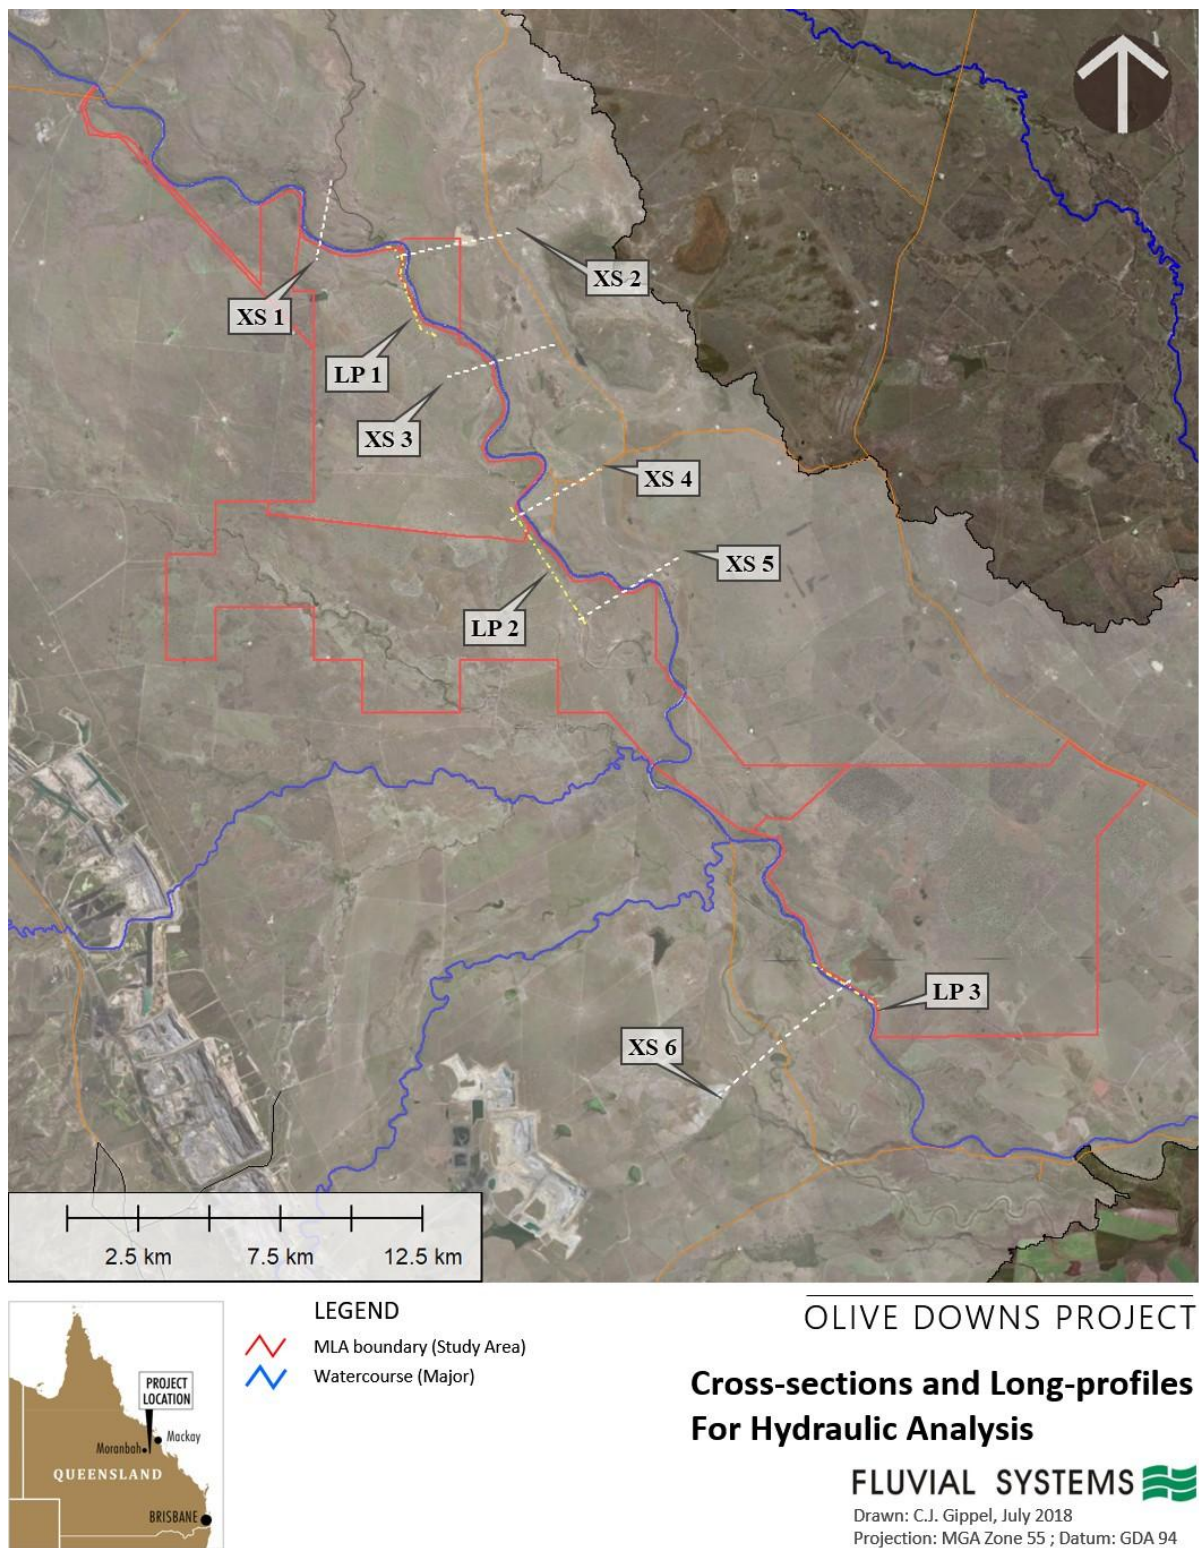 XS 2
XS 1
LP 1
XS 3
XS 4
XS 5
LP 2
LP 3
XS 6
2.5 km 7.5 km 12.5 km
LEGEND
MLA boundary (Study Area)
Watercourse (Major)
PROJECT
LOCATION
Mackay
Moranbah
QUEENSLAND
BRISBANE
OLIVE DOWNS PROJECT
Cross-sections and Long-profiles
For Hydraulic Analysis
FLUVIAL SYSTEMS
Drawn: C.J. Gippel, July 2018
Projection: MGA Zone 55 ; Datum: GDA 94